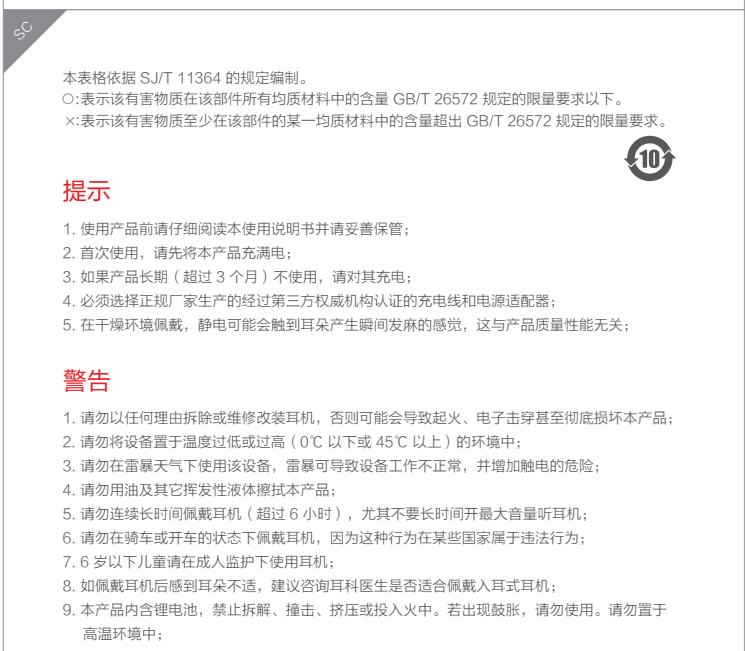 SC
本表格依据 SJ/T 11364 的规定编制。
○:表示该有害物质在该部件所有均质材料中的含量 GB/T 26572 规定的限量要求以下。
×:表示该有害物质至少在该部件的某一均质材料中的含量超出 GB/T 26572 规定的限量要求。
10
提示
1. 使用产品前请仔细阅读本使用说明书并请妥善保管；
2. 首次使用，请先将本产品充满电；
3. 如果产品长期（超过 3 个月）不使用，请对其充电；
4. 必须选择正规厂家生产的经过第三方权威机构认证的充电线和电源适配器；
5. 在干燥环境佩戴，静电可能会触到耳朵产生瞬间发麻的感觉，这与产品质量性能无关；
警告
1. 请勿以任何理由拆除或维修改装耳机，否则可能会导致起火、电子击穿甚至彻底损坏本产品；
2. 请勿将设备置于温度过低或过高（0℃ 以下或 45℃ 以上）的环境中；
3. 请勿在雷暴天气下使用该设备，雷暴可导致设备工作不正常，并增加触电的危险；
4. 请勿用油及其它挥发性液体擦拭本产品；
5. 请勿连续长时间佩戴耳机（超过 6 小时），尤其不要长时间开最大音量听耳机；
6. 请勿在骑车或开车的状态下佩戴耳机，因为这种行为在某些国家属于违法行为；
7. 6 岁以下儿童请在成人监护下使用耳机；
8. 如佩戴耳机后感到耳朵不适，建议咨询耳科医生是否适合佩戴入耳式耳机；
9. 本产品内含锂电池，禁止拆解、撞击、挤压或投入火中。若出现鼓胀，请勿使用。请勿置于
高温环境中；